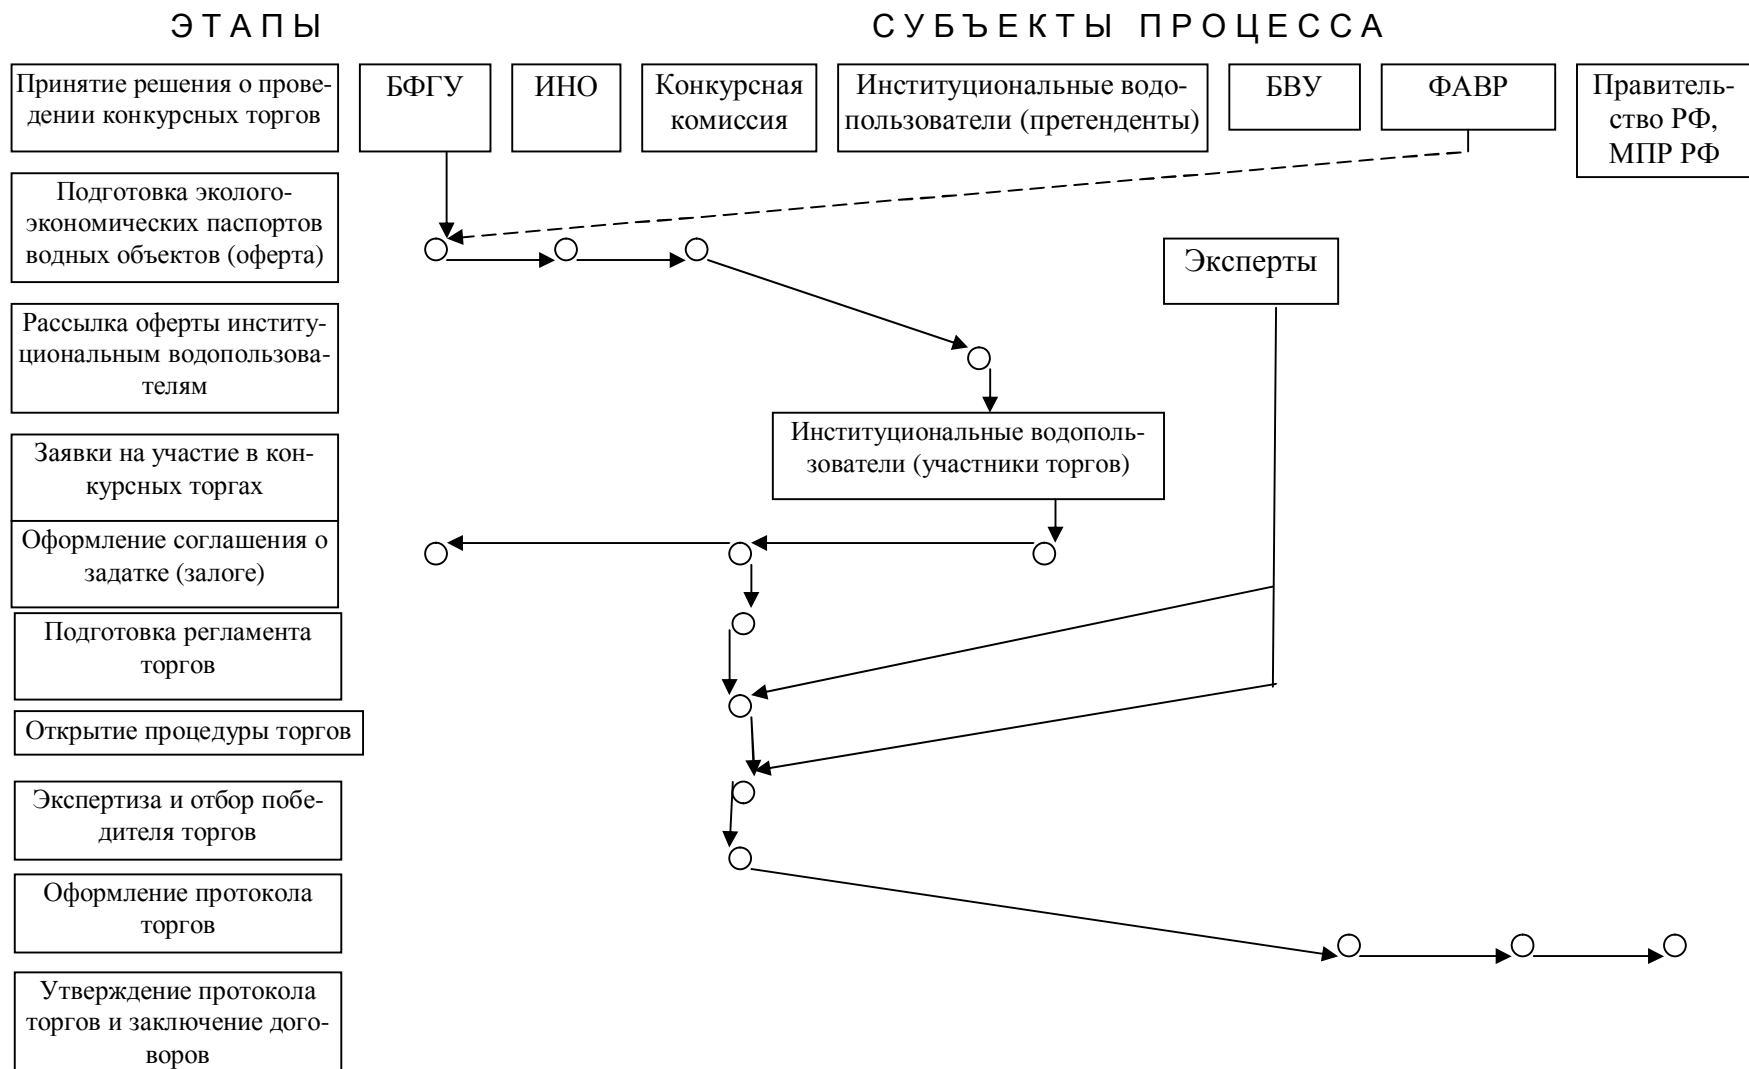 ЭТАПЫ
СУБЪЕКТЫ ПРОЦЕССА
Принятие решения о прове-
дении конкурсных торгов
БФГУ
ИНО
Конкурсная
комиссия
Институциональные водо-
пользователи (претенденты)
БВУ
ФАВР
Правитель-
ство РФ,
МПР РФ
Подготовка эколого-
экономических паспортов
водных объектов (оферта)
Эксперты
Рассылка оферты институ-
циональным водопользова-
телям
Институциональные водополь-
зователи (участники торгов)
Заявки на участие в кон-
курсных торгах
Оформление соглашения о
задатке (залоге)
Подготовка регламента
торгов
Открытие процедуры торгов
Экспертиза и отбор побе-
дителя торгов
Оформление протокола
торгов
Утверждение протокола
торгов и заключение дого-
воров